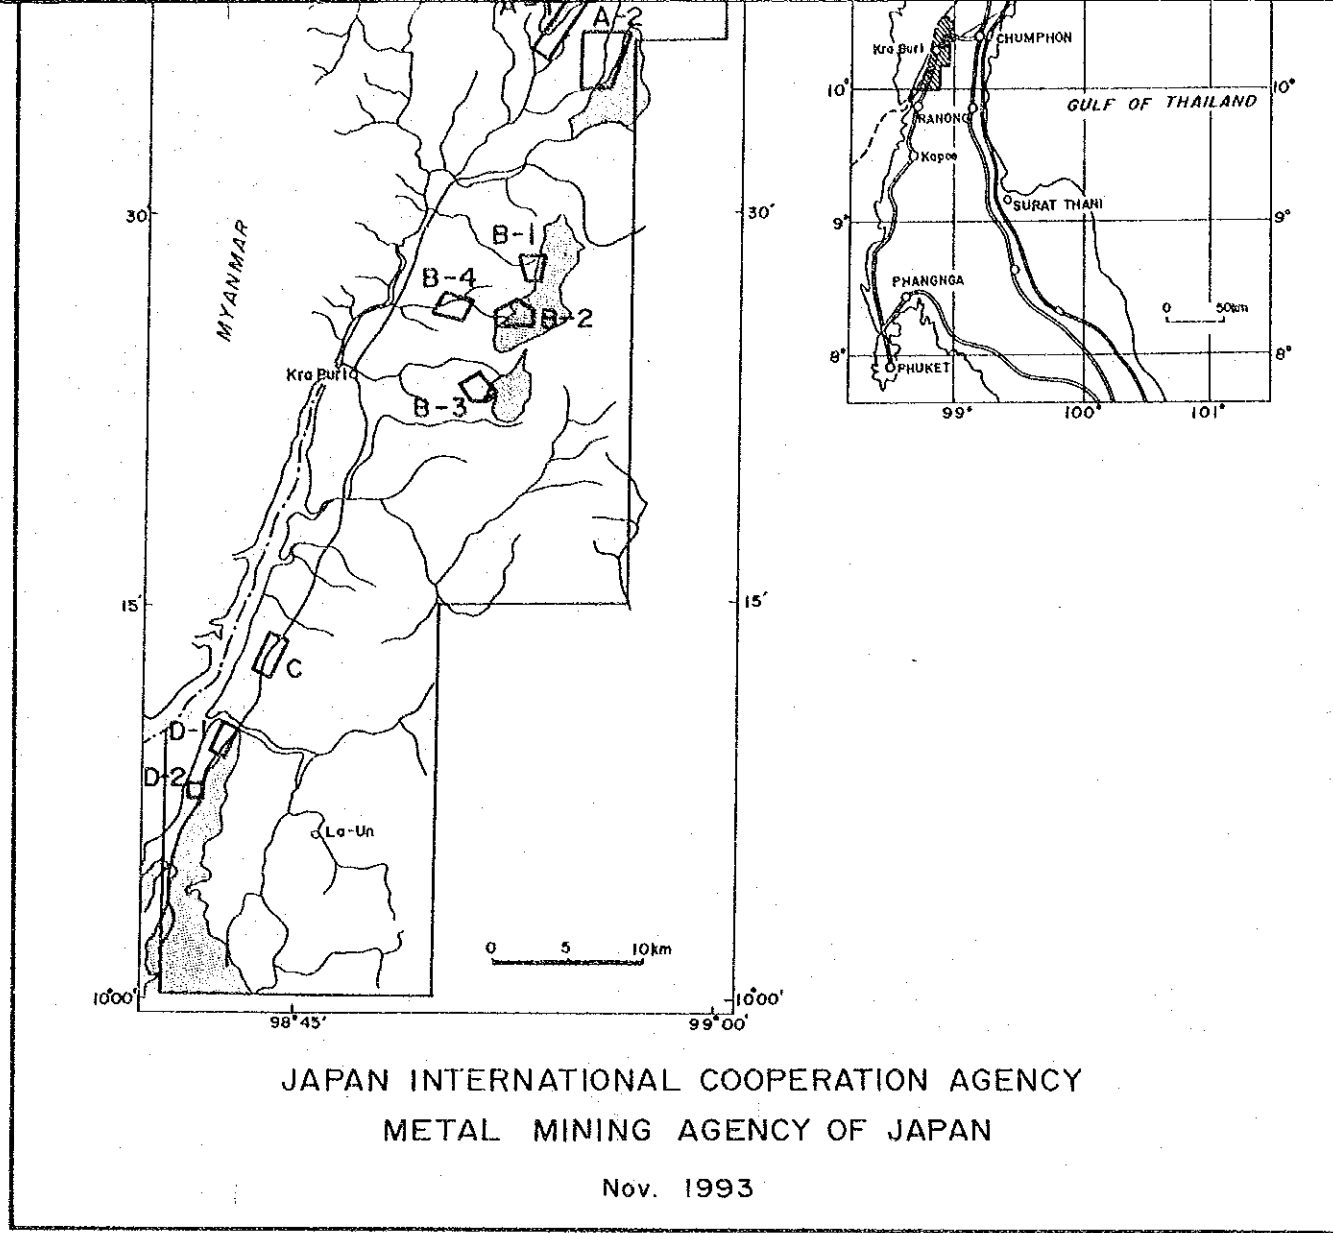 A-1
A-2
30'
30'
MYANMAR
B-1
B-4
B-2
Kra Buri
B-3
15'
15'
C
D-1
D-2
La-Un
0 5 10km
10°00'
10°00'
98°45'
99°00'
Kra Buri
CHUMPHON
10°
10°
GULF OF THAILAND
RANONG
Kapoe
SURAT THANI
9°
9°
PHANGNGA
0 50km
8°
8°
PHUKET
99°
100°
101°
JAPAN INTERNATIONAL COOPERATION AGENCY
METAL MINING AGENCY OF JAPAN
Nov. 1993